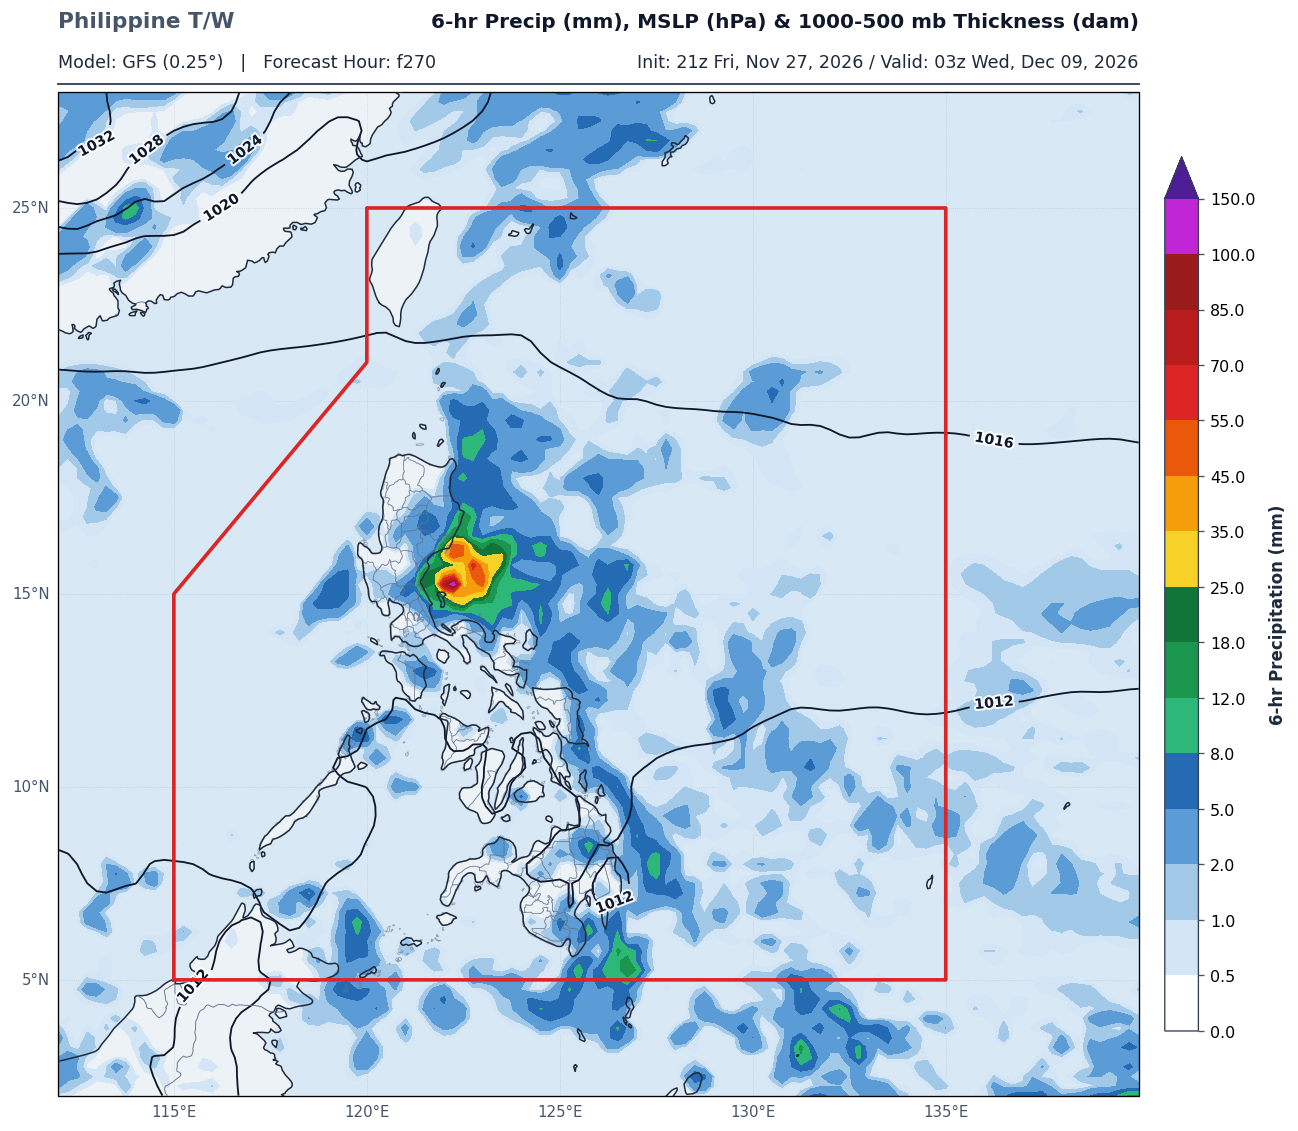 Philippine T/W
6-hr Precip (mm), MSLP (hPa) & 1000-500 mb Thickness (dam)
Model: GFS (0.25°) | Forecast Hour: f270
Init: 21z Fri, Nov 27, 2026 / Valid: 03z Wed, Dec 09, 2026
1032
1028
1024
1020
1016
1012
1012
1012
25°N
20°N
15°N
10°N
5°N
115°E
120°E
125°E
130°E
135°E
150.0
100.0
85.0
70.0
55.0
45.0
35.0
25.0
18.0
12.0
8.0
5.0
2.0
1.0
0.5
0.0
6-hr Precipitation (mm)